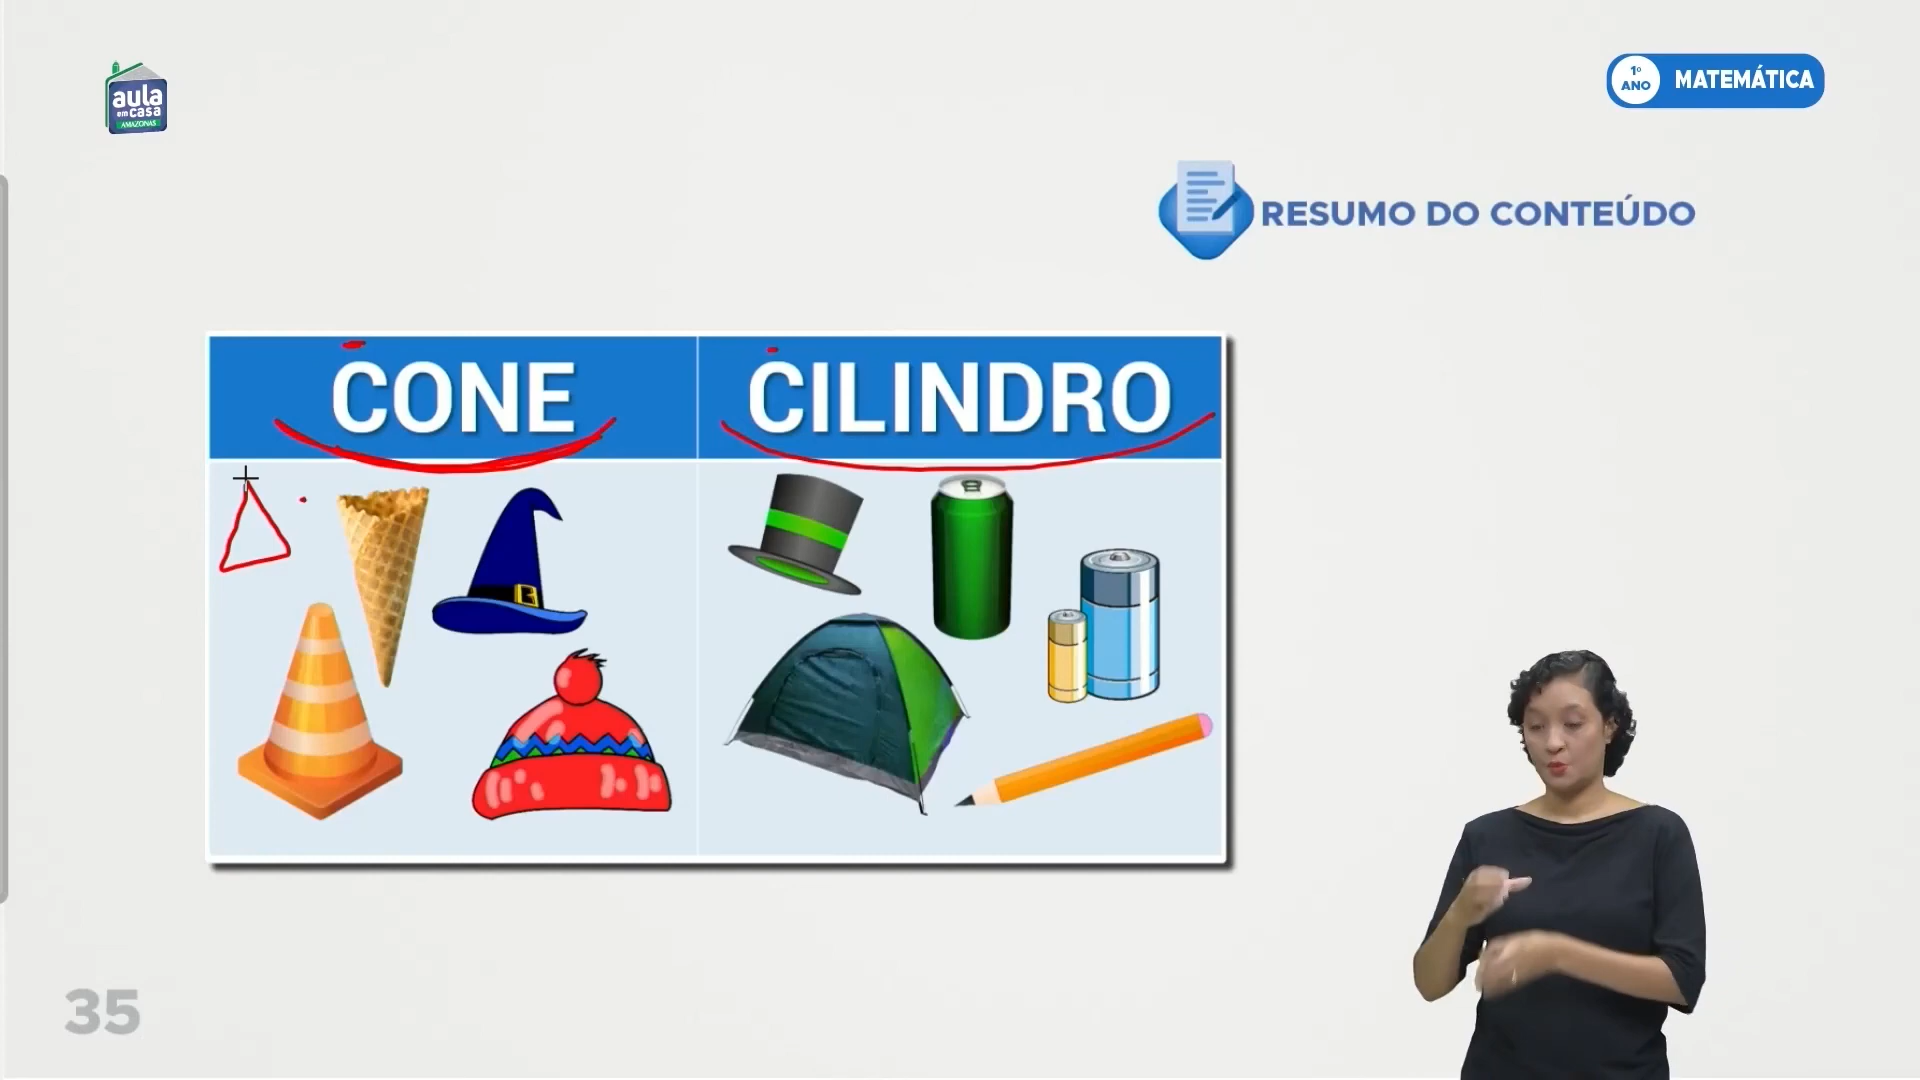 aula
em casa
AMAZONAS
1º
ANO
MATEMÁTICA
RESUMO DO CONTEÚDO
CONE
CILINDRO
35